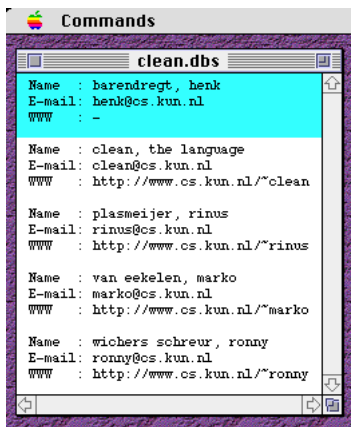 Commands
clean.dbs
Name   : barendregt, henk
E-mail: henk@cs.kun.nl
WWW    : -
Name   : clean, the language
E-mail: clean@cs.kun.nl
WWW    : http://www.cs.kun.nl/~clean
Name   : plasmeijer, rinus
E-mail: rinus@cs.kun.nl
WWW    : http://www.cs.kun.nl/~rinus
Name   : van eekelen, marko
E-mail: marko@cs.kun.nl
WWW    : http://www.cs.kun.nl/~marko
Name   : wichers schreur, ronny
E-mail: ronny@cs.kun.nl
WWW    : http://www.cs.kun.nl/~ronny